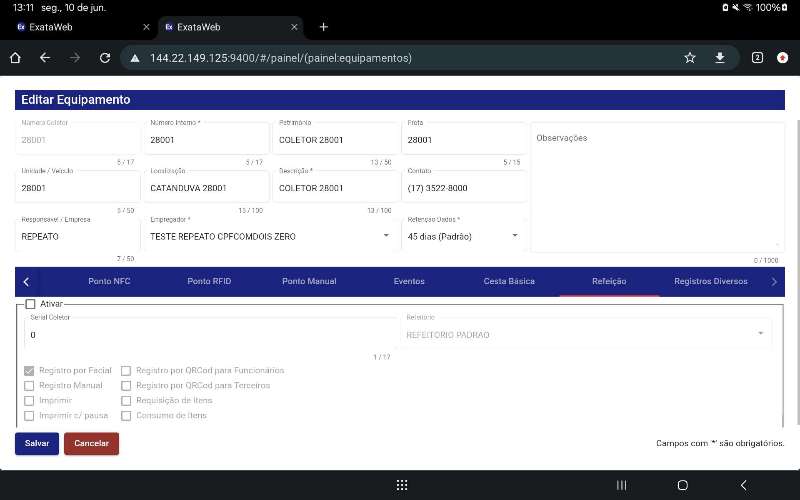 13:11 seg., 10 de jun. 100%
Ex ExataWeb Ex ExataWeb
144.22.149.125:9400/#/painel/(painel:equipamentos) 2
Editar Equipamento
Número Coletor Número Interno * Patrimônio Frota
28001 28001 COLETOR 28001 28001 Observações
5 / 17 5 / 17 13 / 50 5 / 15
Unidade / Veículo Localização Descrição * Contato
28001 CATANDUVA 28001 COLETOR 28001 (17) 3522-8000
5 / 50 15 / 100 13 / 100
Responsável / Empresa Empregador * Retenção Dados *
REPEATO TESTE REPEATO CPFCOMDOIS ZERO 45 dias (Padrão)
7 / 50 0 / 1000
Ponto NFC Ponto RFID Ponto Manual Eventos Cesta Básica Refeição Registros Diversos
Ativar
Serial Coletor Refeitório
0 REFEITORIO PADRAO
1 / 17
Registro por Facial Registro por QRCod para Funcionários
Registro Manual Registro por QRCod para Terceiros
Imprimir Requisição de Itens
Imprimir c/ pausa Consumo de Itens
Salvar Cancelar Campos com '*' são obrigatórios.